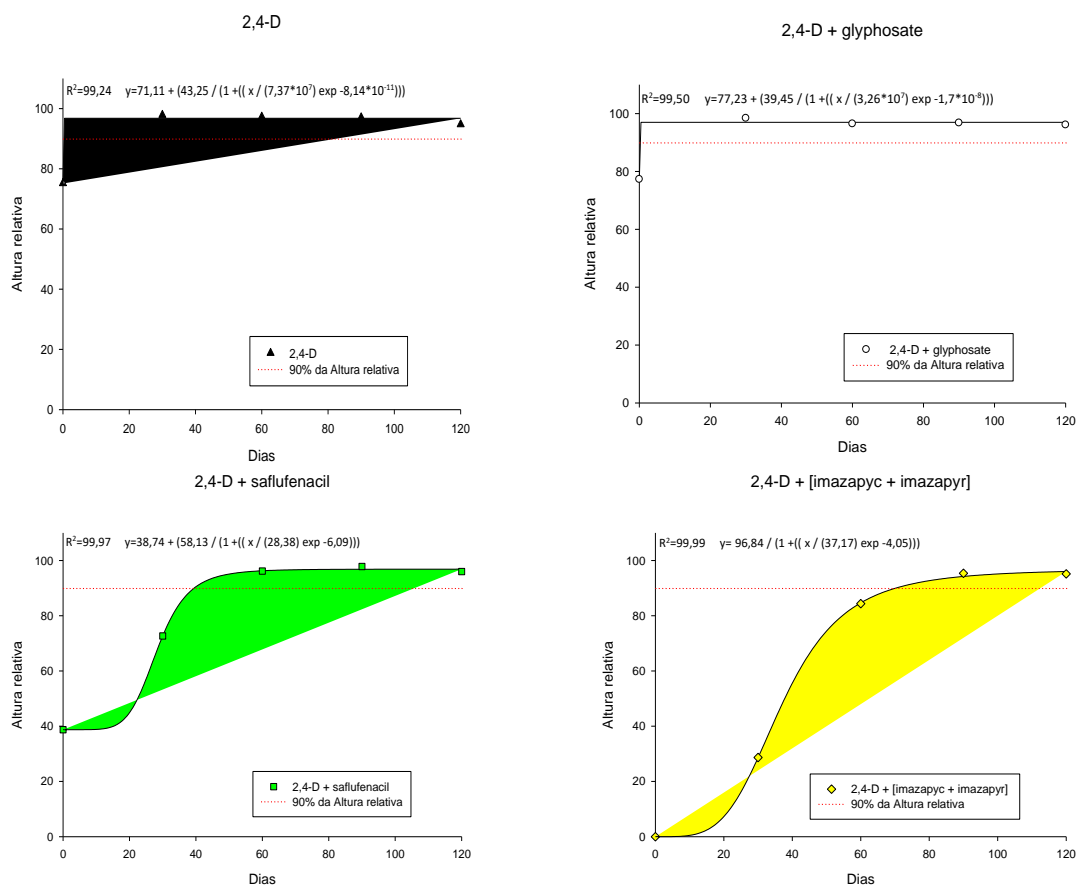 2,4-D
R²=99,24 y=71,11 + (43,25 / (1 +(( x / (7,37*10⁷) exp -8,14*10⁻¹¹)))
Altura relativa
100
80
60
40
20
0
0 20 40 60 80 100 120
Dias
2,4-D
90% da Altura relativa
2,4-D + glyphosate
R²=99,50 y=77,23 + (39,45 / (1 +(( x / (3,26*10⁷) exp -1,7*10⁻⁸)))
Altura relativa
100
80
60
40
20
0
0 20 40 60 80 100 120
Dias
2,4-D + glyphosate
90% da Altura relativa
2,4-D + saflufenacil
R²=99,97 y=38,74 + (58,13 / (1 +(( x / (28,38) exp -6,09)))
Altura relativa
100
80
60
40
20
0
0 20 40 60 80 100 120
Dias
2,4-D + saflufenacil
90% da Altura relativa
2,4-D + [imazapyc + imazapyr]
R²=99,99 y= 96,84 / (1 +(( x / (37,17) exp -4,05)))
Altura relativa
100
80
60
40
20
0
0 20 40 60 80 100 120
Dias
2,4-D + [imazapyc + imazapyr]
90% da Altura relativa